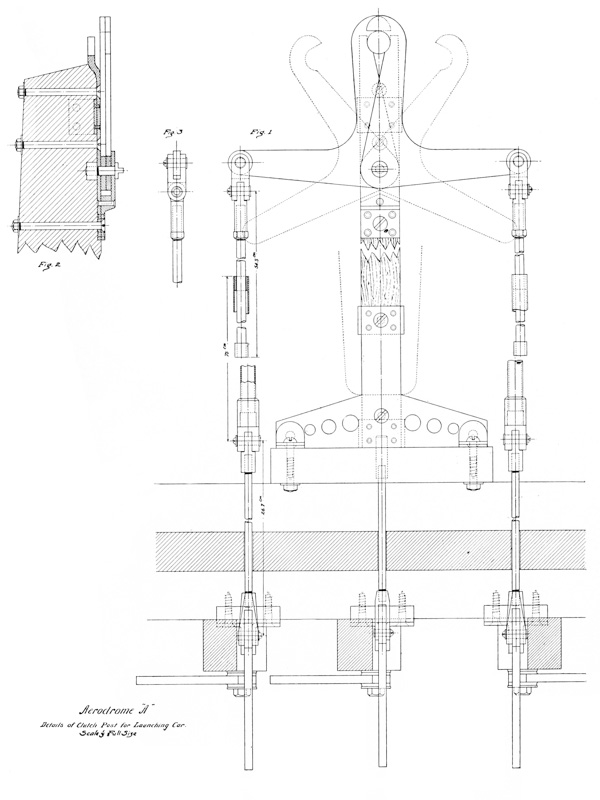 Fig. 3
Fig. 1
Fig. 2
Aerodrome "A"
Details of Clutch Post for Launching Car.
Scale ½ Full Size